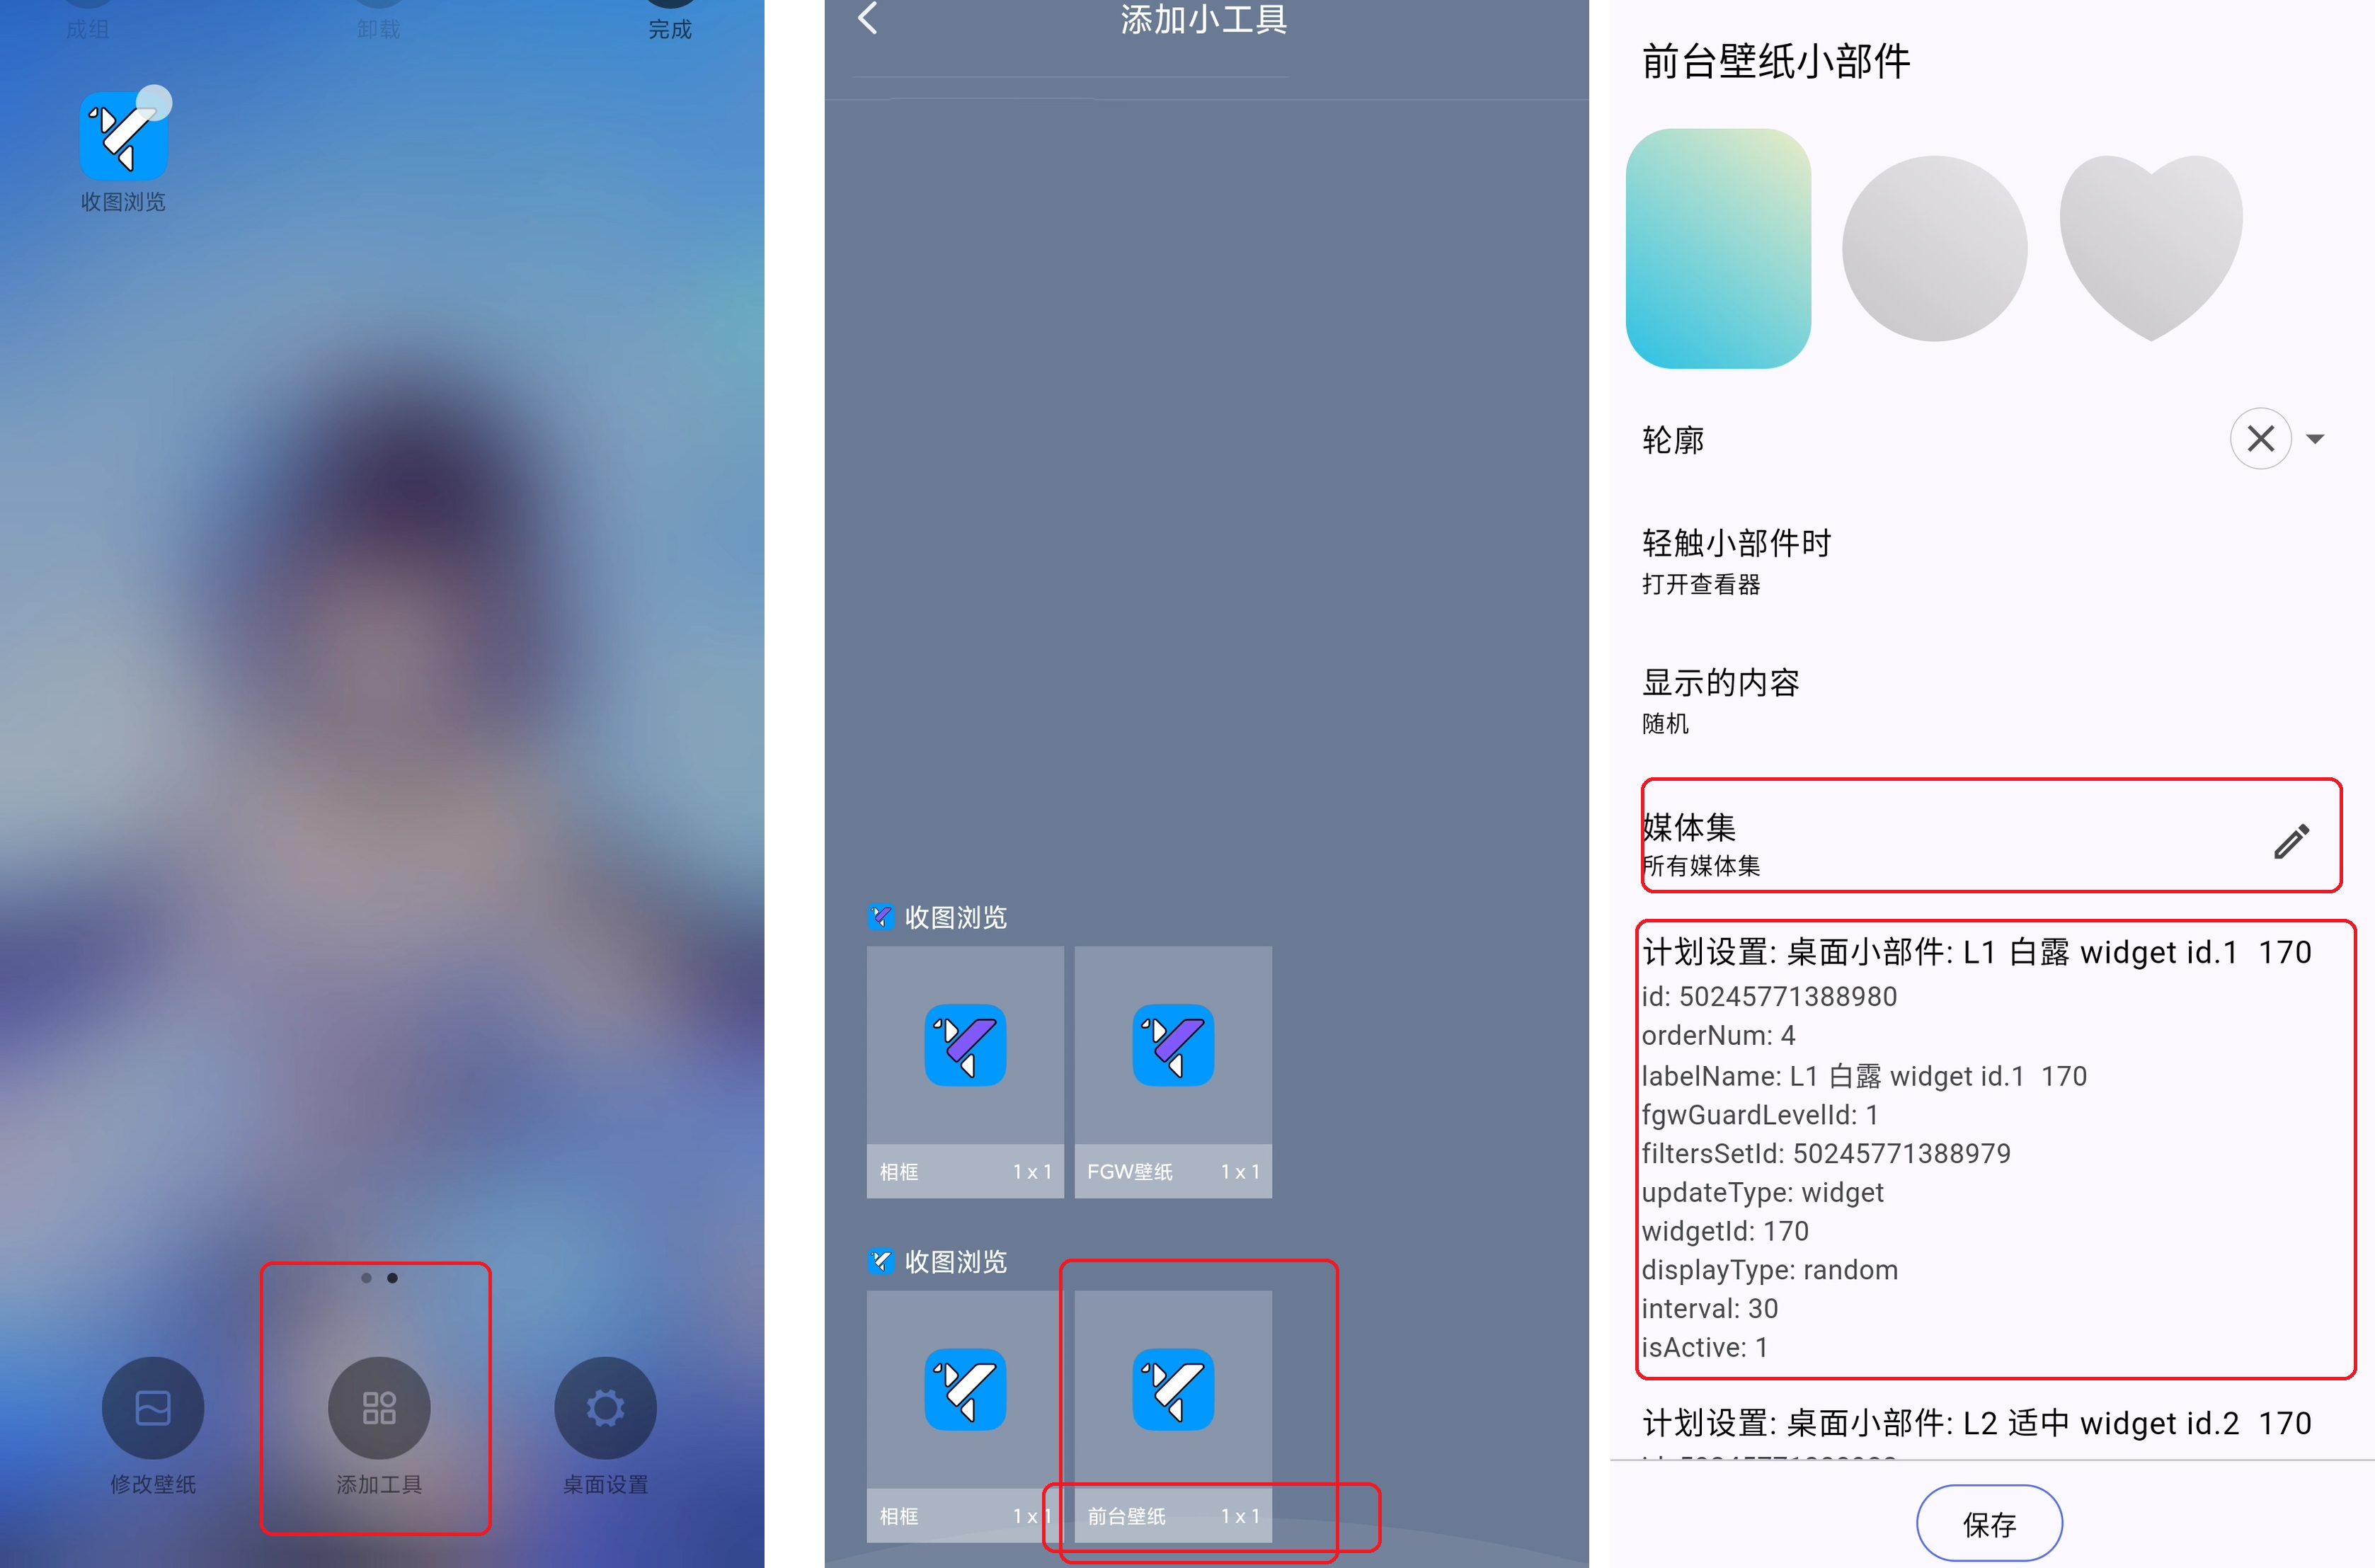 成组
卸载
完成
收图浏览
修改壁纸
添加工具
桌面设置
添加小工具
收图浏览
相框 1 x 1
FGW壁纸 1 x 1
收图浏览
相框 1 x 1
前台壁纸 1 x 1
前台壁纸小部件
轮廓
轻触小部件时
打开查看器
显示的内容
随机
媒体集
所有媒体集
计划设置: 桌面小部件: L1 白露 widget id.1 170
id: 50245771388980
orderNum: 4
labelName: L1 白露 widget id.1 170
fgwGuardLevelId: 1
filtersSetId: 50245771388979
updateType: widget
widgetId: 170
displayType: random
interval: 30
isActive: 1
计划设置: 桌面小部件: L2 适中 widget id.2 170
保存